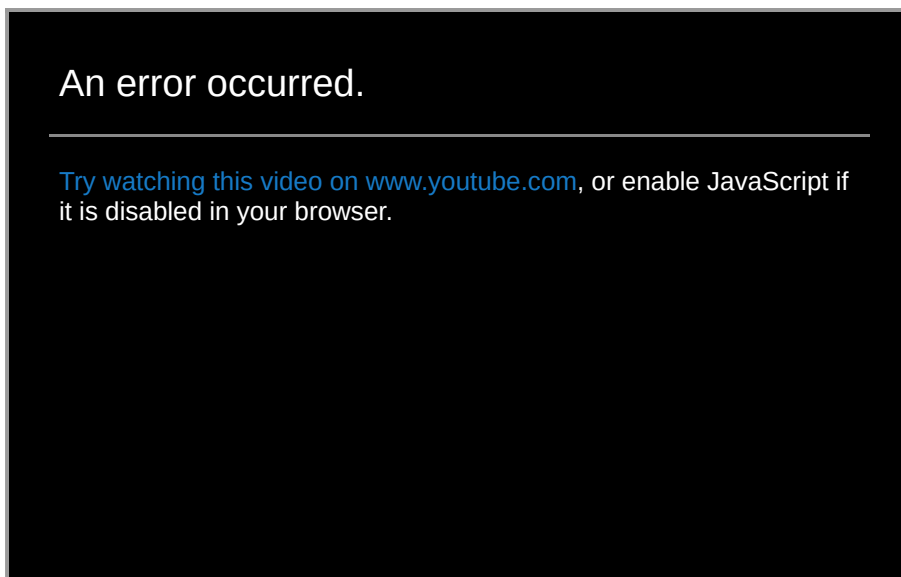 An error occurred.
Try watching this video on www.youtube.com, or enable JavaScript if
it is disabled in your browser.